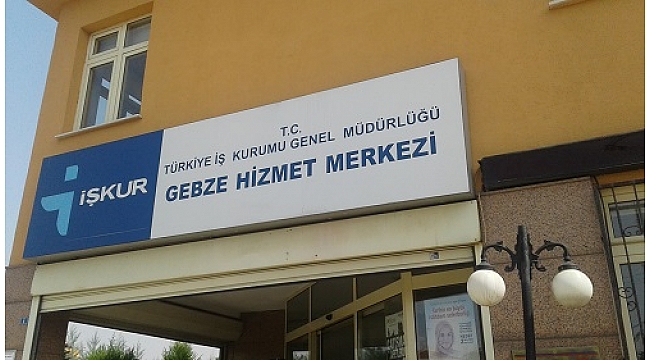 T.C.
TÜRKİYE İŞ KURUMU GENEL MÜDÜRLÜĞÜ
GEBZE HİZMET MERKEZİ
İŞKUR